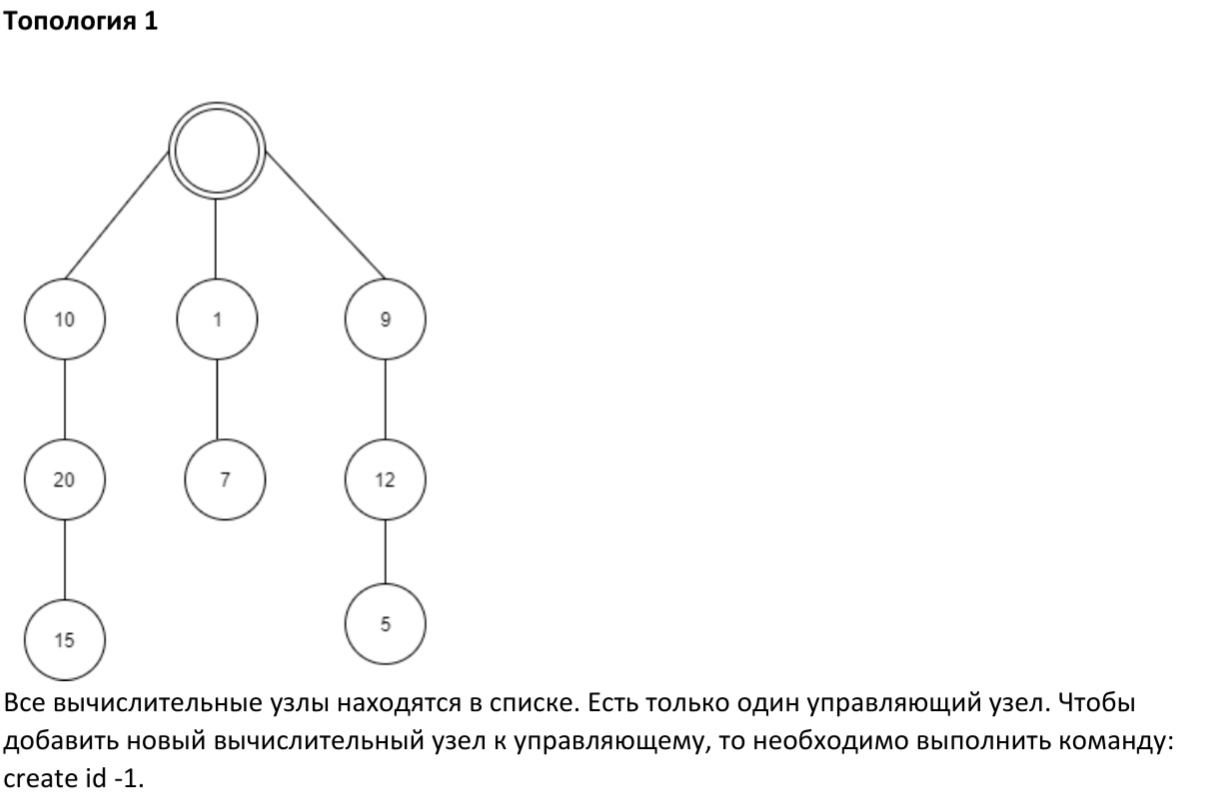 Топология 1
10
1
9
20
7
12
15
5
Все вычислительные узлы находятся в списке. Есть только один управляющий узел. Чтобы
добавить новый вычислительный узел к управляющему, то необходимо выполнить команду:
create id -1.